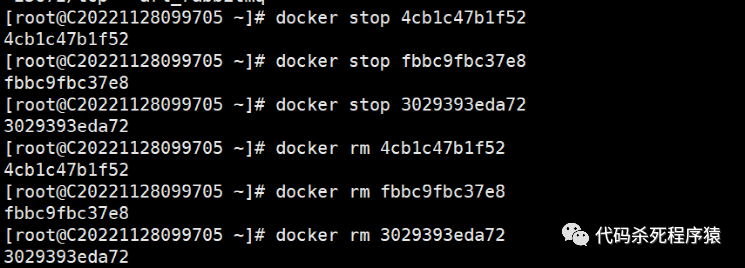 [root@C20221128099705 ~]# docker stop 4cb1c47b1f52
4cb1c47b1f52
[root@C20221128099705 ~]# docker stop fbbc9fbc37e8
fbbc9fbc37e8
[root@C20221128099705 ~]# docker stop 3029393eda72
3029393eda72
[root@C20221128099705 ~]# docker rm 4cb1c47b1f52
4cb1c47b1f52
[root@C20221128099705 ~]# docker rm fbbc9fbc37e8
fbbc9fbc37e8
[root@C20221128099705 ~]# docker rm 3029393eda72
3029393eda72
代码杀死程序猿